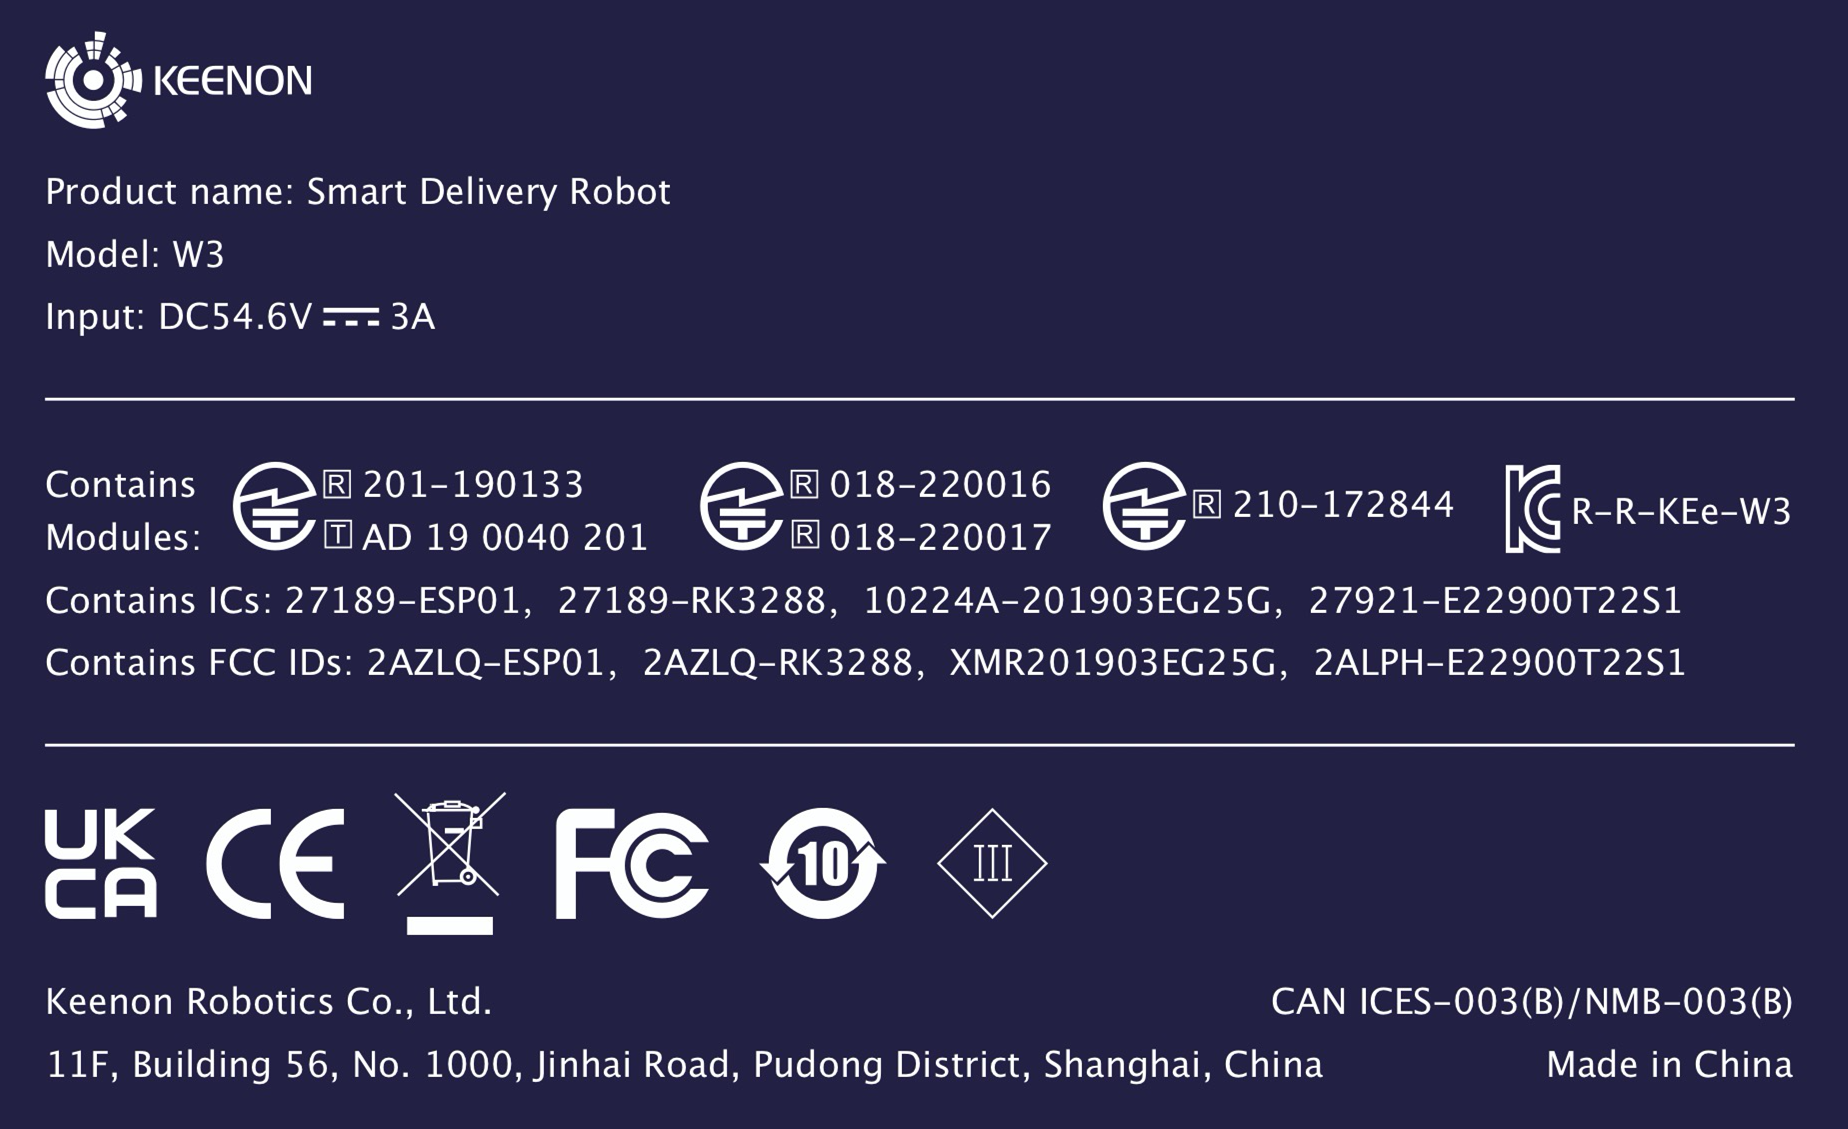 KEENON
Product name: Smart Delivery Robot
Model: W3
Input: DC54.6V ⎓ 3A
Contains Modules:
R 201-190133
T AD 19 0040 201
R 018-220016
R 018-220017
R 210-172844
R-R-KEe-W3
Contains ICs: 27189-ESP01, 27189-RK3288, 10224A-201903EG25G, 27921-E22900T22S1
Contains FCC IDs: 2AZLQ-ESP01, 2AZLQ-RK3288, XMR201903EG25G, 2ALPH-E22900T22S1
UK CA CE FC 10 III
Keenon Robotics Co., Ltd.
CAN ICES-003(B)/NMB-003(B)
11F, Building 56, No. 1000, Jinhai Road, Pudong District, Shanghai, China
Made in China